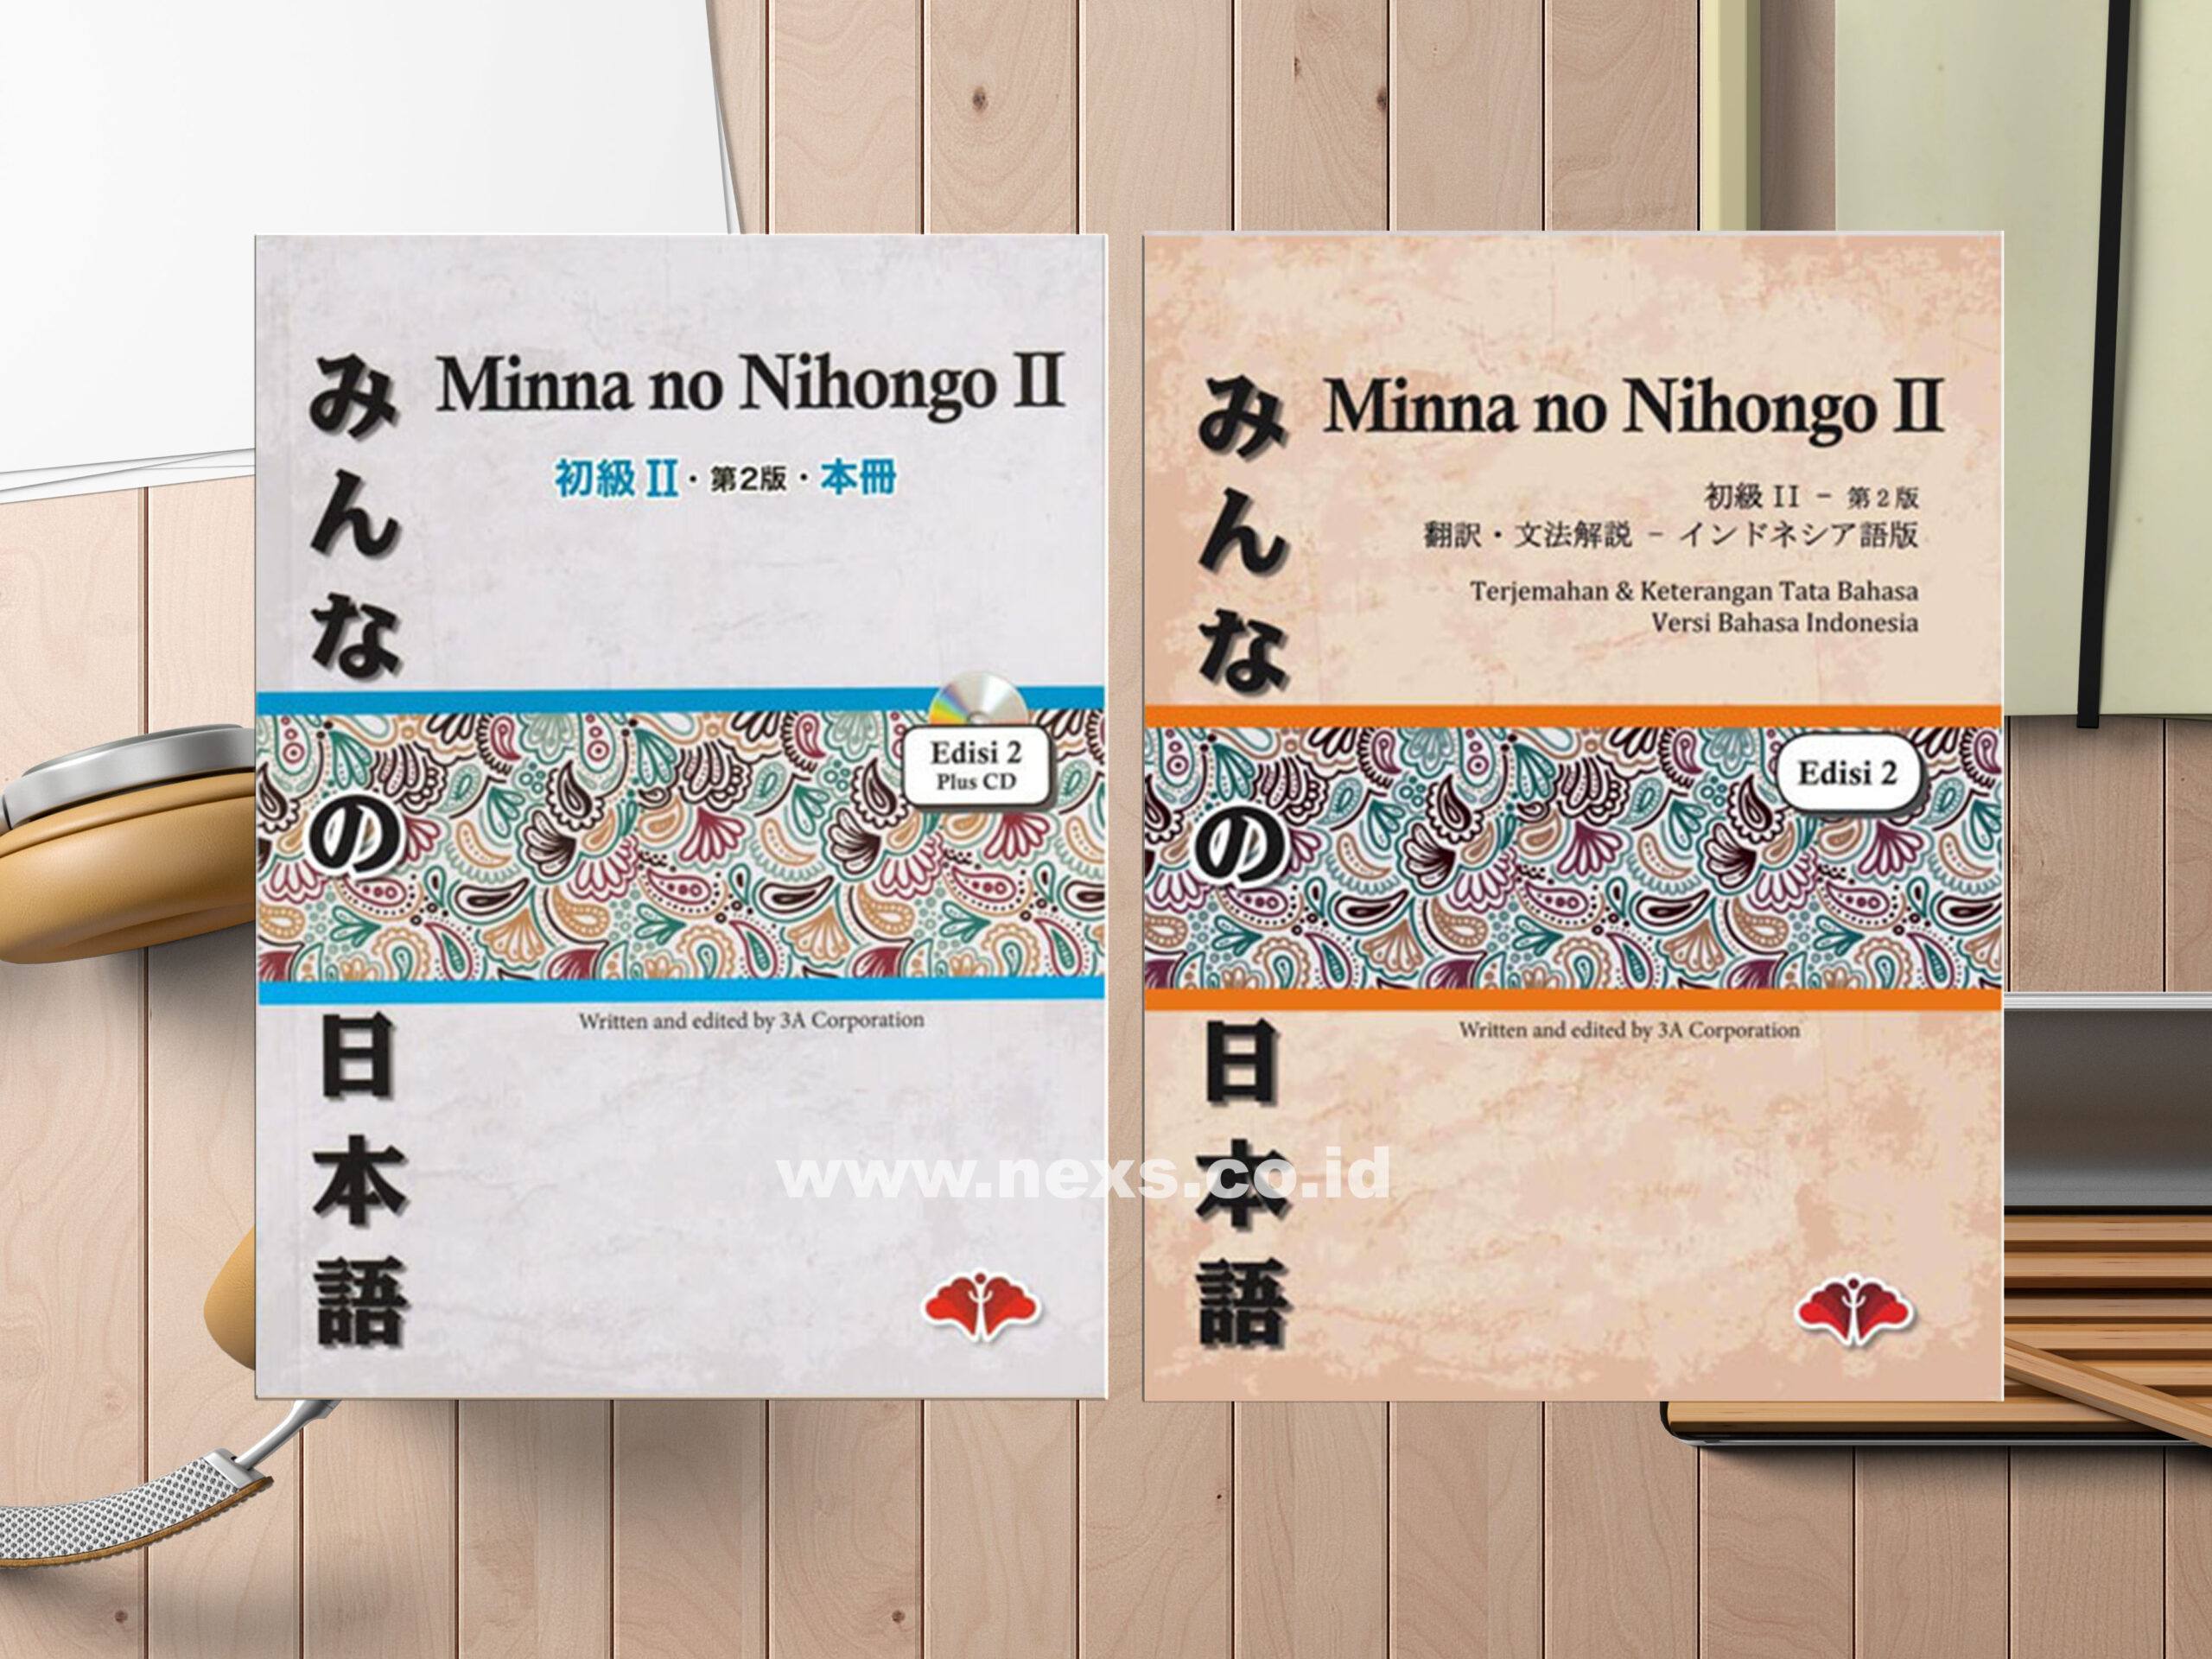 みんなの日本語
Minna no Nihongo II
初級 II・第2版・本冊
Edisi 2
Plus CD
Written and edited by 3A Corporation
みんなの日本語
Minna no Nihongo II
初級 II － 第2版
翻訳・文法解説 － インドネシア語版
Terjemahan & Keterangan Tata Bahasa
Versi Bahasa Indonesia
Edisi 2
Written and edited by 3A Corporation
www.nexs.co.id